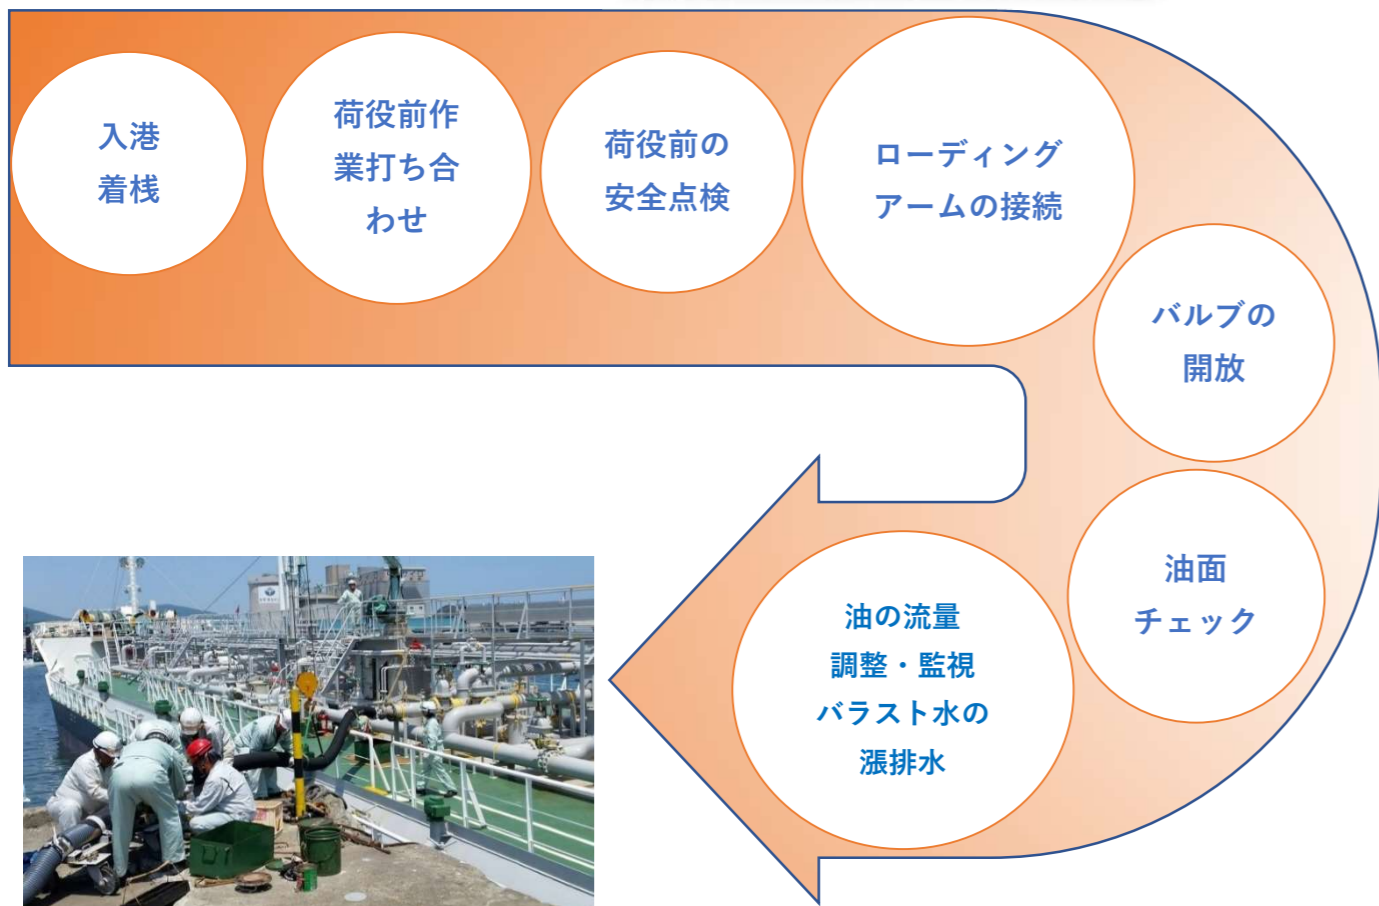 入港
着桟
荷役前作
業打ち合
わせ
荷役前の
安全点検
ローディング
アームの接続
バルブの
開放
油面
チェック
油の流量
調整・監視
バラスト水の
漲排水